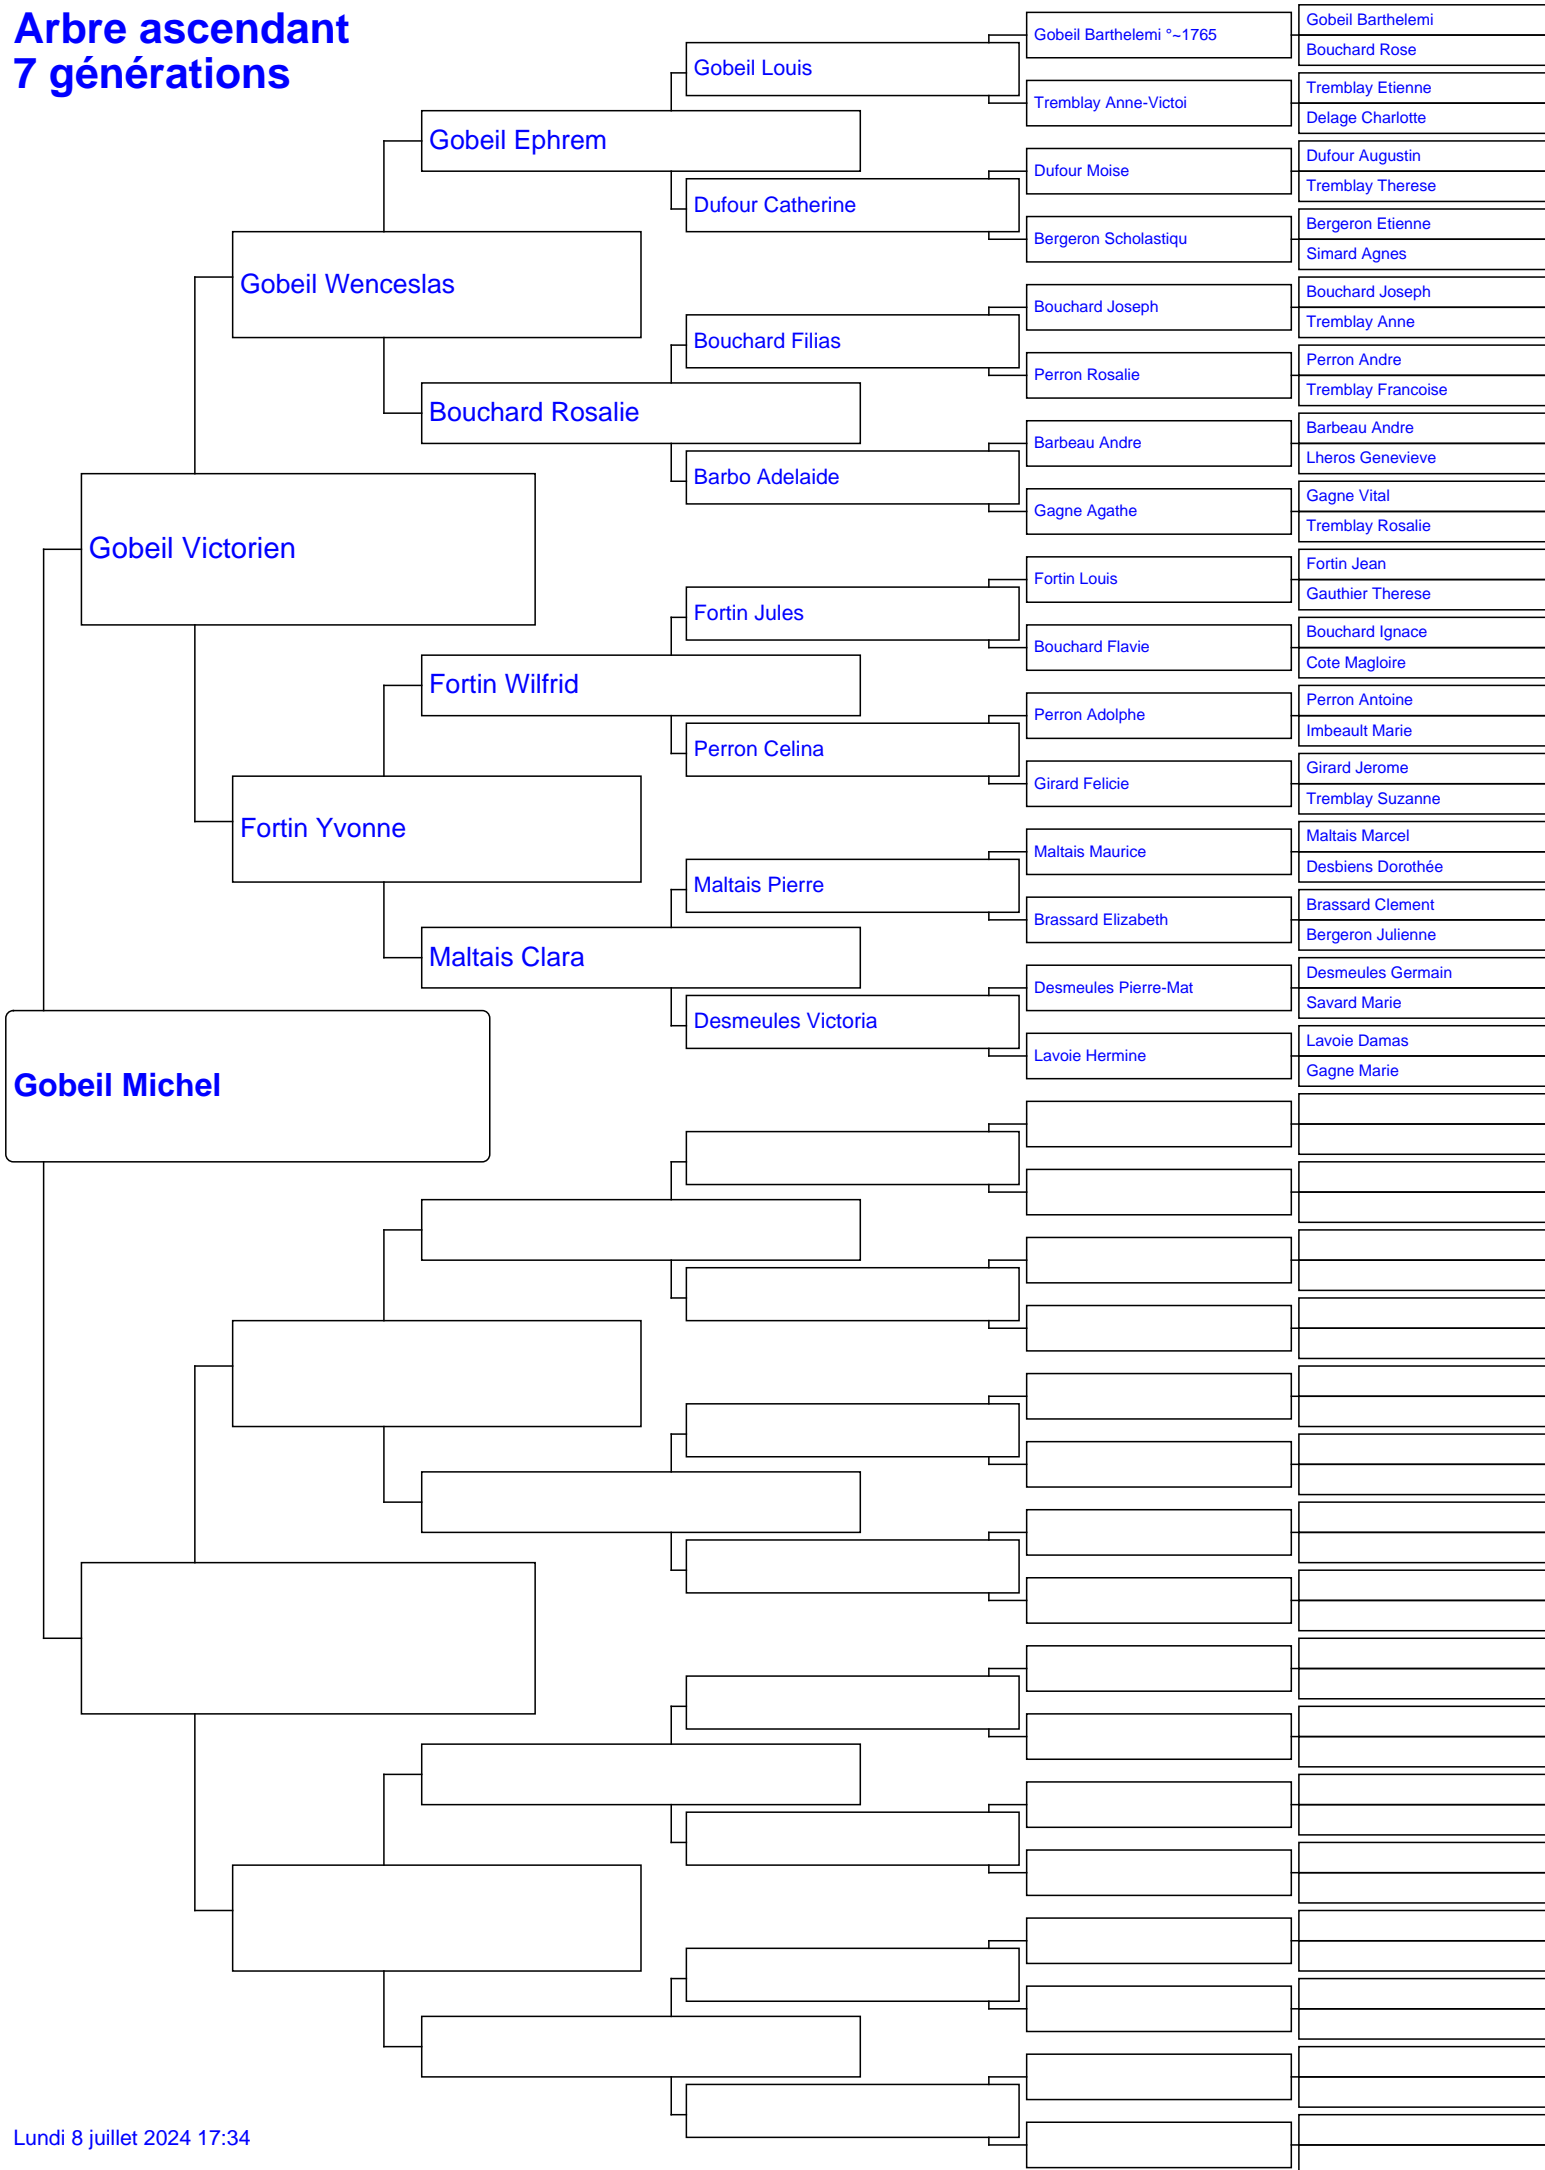 Arbre ascendant
7 générations
Gobeil Michel
Gobeil Victorien
Gobeil Wenceslas
Fortin Yvonne
Gobeil Ephrem
Bouchard Rosalie
Fortin Wilfrid
Maltais Clara
Gobeil Louis
Dufour Catherine
Bouchard Filias
Barbo Adelaide
Fortin Jules
Perron Celina
Maltais Pierre
Desmeules Victoria
Gobeil Barthelemi °~1765
Tremblay Anne-Victoi
Dufour Moise
Bergeron Scholastiqu
Bouchard Joseph
Perron Rosalie
Barbeau Andre
Gagne Agathe
Fortin Louis
Bouchard Flavie
Perron Adolphe
Girard Felicie
Maltais Maurice
Brassard Elizabeth
Desmeules Pierre-Mat
Lavoie Hermine
Gobeil Barthelemi
Bouchard Rose
Tremblay Etienne
Delage Charlotte
Dufour Augustin
Tremblay Therese
Bergeron Etienne
Simard Agnes
Bouchard Joseph
Tremblay Anne
Perron Andre
Tremblay Francoise
Barbeau Andre
Lheros Genevieve
Gagne Vital
Tremblay Rosalie
Fortin Jean
Gauthier Therese
Bouchard Ignace
Cote Magloire
Perron Antoine
Imbeault Marie
Girard Jerome
Tremblay Suzanne
Maltais Marcel
Desbiens Dorothée
Brassard Clement
Bergeron Julienne
Desmeules Germain
Savard Marie
Lavoie Damas
Gagne Marie
Lundi 8 juillet 2024 17:34